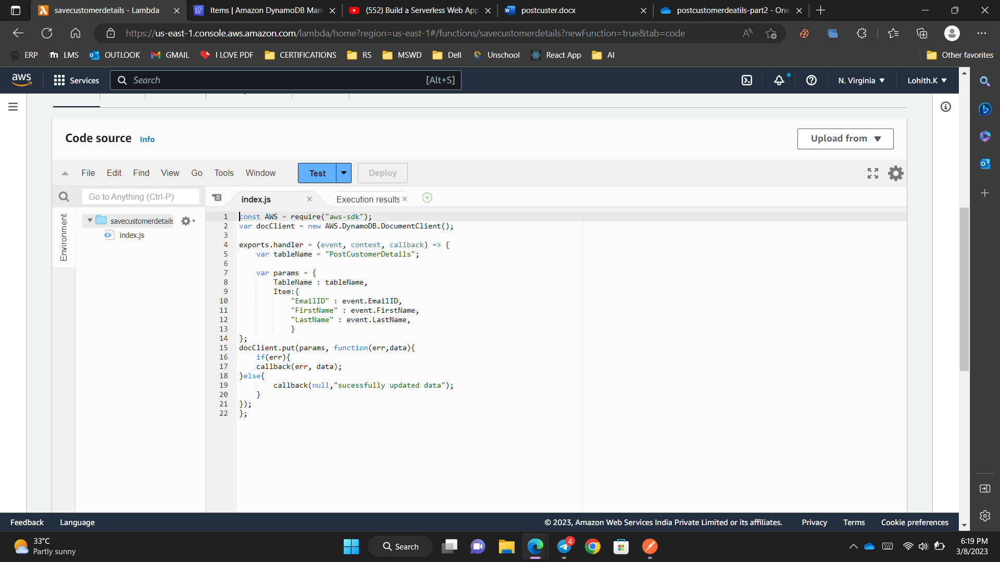 savecustomerdetails - Lambda
Items | Amazon DynamoDB Man
(552) Build a Serverless Web App
postcuster.docx
postcustomerdeatils-part2 - One
https://us-east-1.console.aws.amazon.com/lambda/home?region=us-east-1#/functions/savecustomerdetails?newFunction=true&tab=code
ERP LMS OUTLOOK GMAIL I LOVE PDF CERTIFICATIONS RS MSWD Dell Unschool React App AI Other favorites
aws Services Search [Alt+S] N. Virginia Lohith.K
Code source Info
Upload from
File Edit Find View Go Tools Window Test Deploy
Go to Anything (Ctrl-P)
index.js
Execution results
Environment
savecustomerdetails
index.js
1 const AWS = require("aws-sdk");
2 var docClient = new AWS.DynamoDB.DocumentClient();
3
4 exports.handler = (event, context, callback) => {
5 var tableName = "PostCustomerDetails";
6
7 var params = {
8 TableName : tableName,
9 Item:{
10 "EmailID" : event.EmailID,
11 "FirstName" : event.FirstName,
12 "LastName" : event.LastName,
13 }
14 };
15 docClient.put(params, function(err,data){
16 if(err){
17 callback(err, data);
18 }else{
19 callback(null,"sucessfully updated data");
20 }
21 });
22 };
Feedback Language © 2023, Amazon Web Services India Private Limited or its affiliates. Privacy Terms Cookie preferences
33°C
Partly sunny
Search
4
6:19 PM
3/8/2023